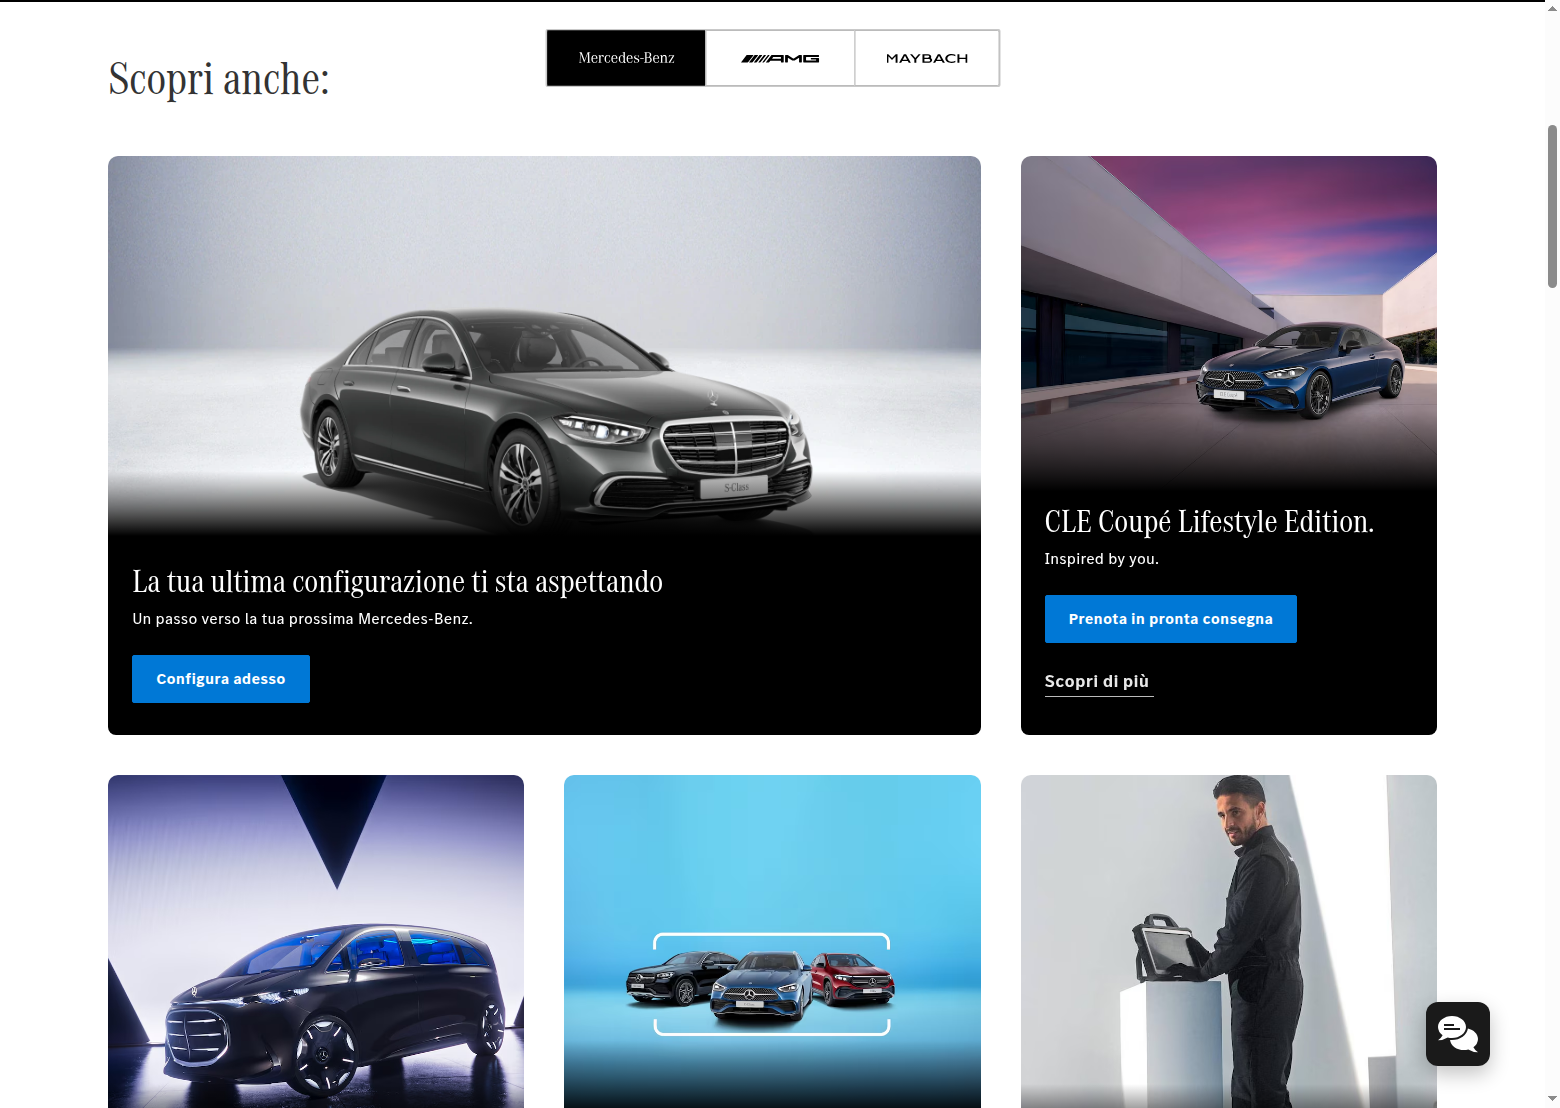 Scopri anche:
Mercedes-Benz
AMG
MAYBACH
S-Class
La tua ultima configurazione ti sta aspettando
Un passo verso la tua prossima Mercedes-Benz.
Configura adesso
CLE Coupé
CLE Coupé Lifestyle Edition.
Inspired by you.
Prenota in pronta consegna
Scopri di più